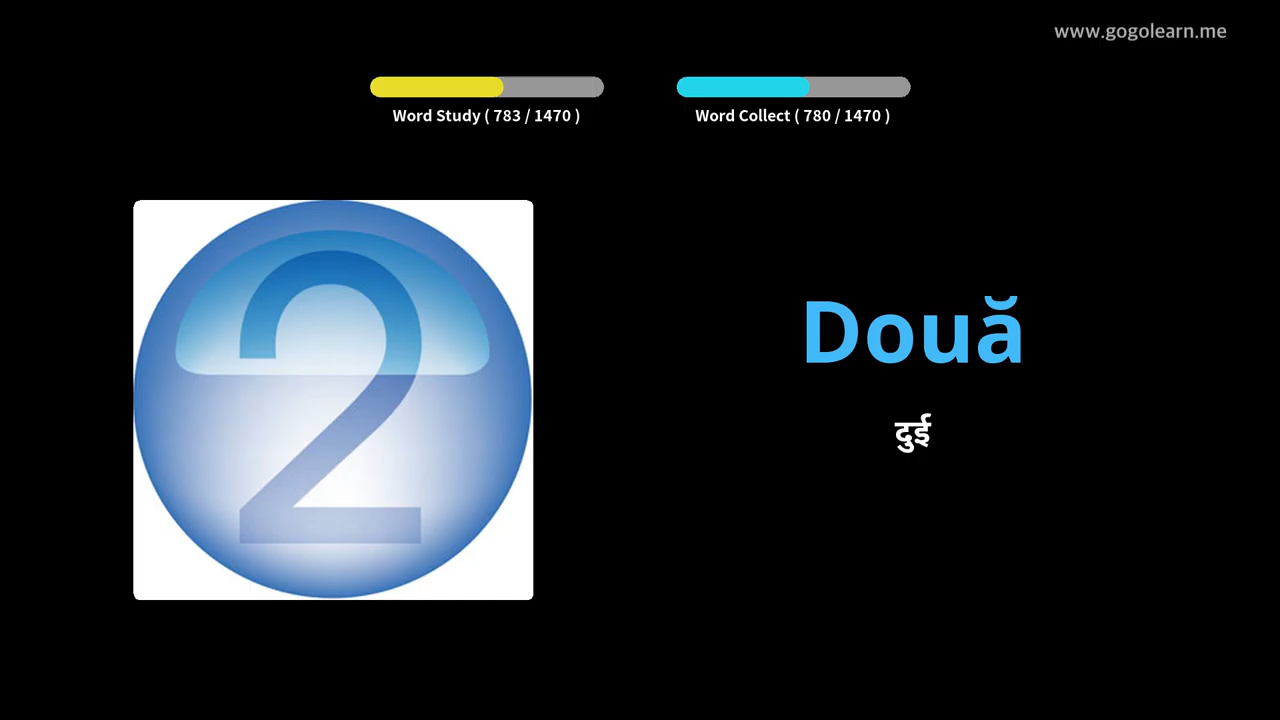 www.gogolearn.me
Word Study ( 783 / 1470 )
Word Collect ( 780 / 1470 )
2
Două
दुई